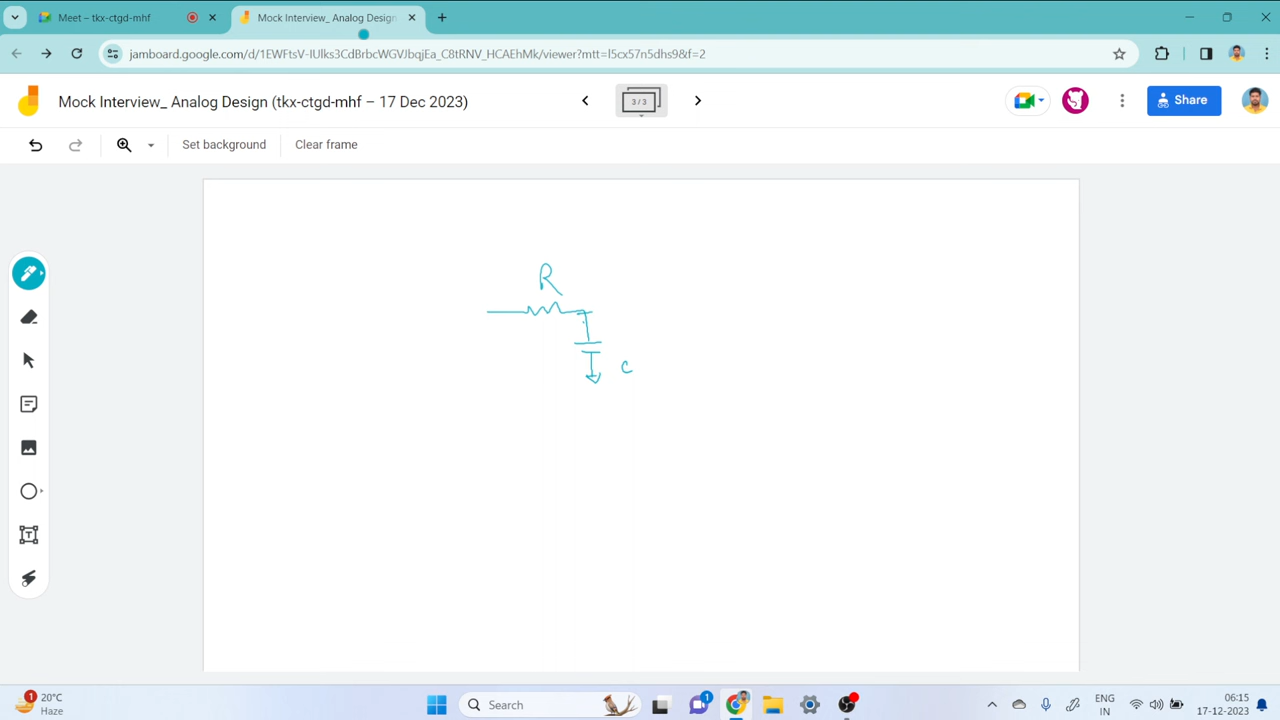 Meet – tkx-ctgd-mhf
Mock Interview_ Analog Design
jamboard.google.com/d/1EWFtsV-IUlks3CdBrbcWGVJbqjEa_C8tRNV_HCAEhMk/viewer?mtt=l5cx57n5dhs9&f=2
Mock Interview_ Analog Design (tkx-ctgd-mhf – 17 Dec 2023)
3 / 3
Share
Set background
Clear frame
R
C
T
1
20°C
Haze
Search
1
ENG
IN
06:15
17-12-2023